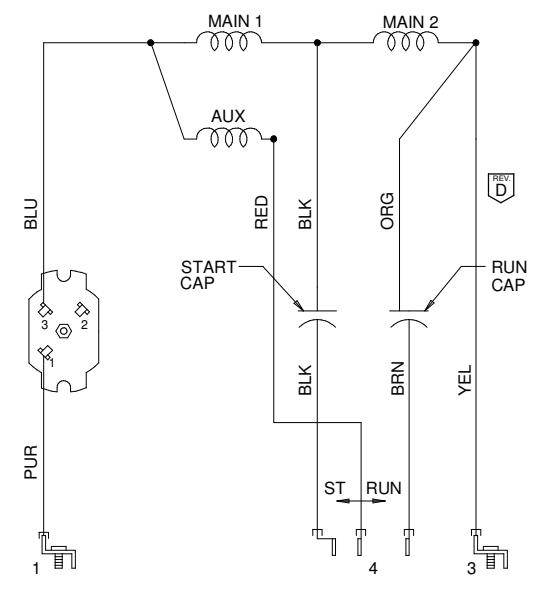 MAIN 1
MAIN 2
AUX
BLU
RED
BLK
ORG
REV.
D
START
CAP
RUN
CAP
3
2
1
BLK
BRN
YEL
PUR
ST
RUN
1
4
3